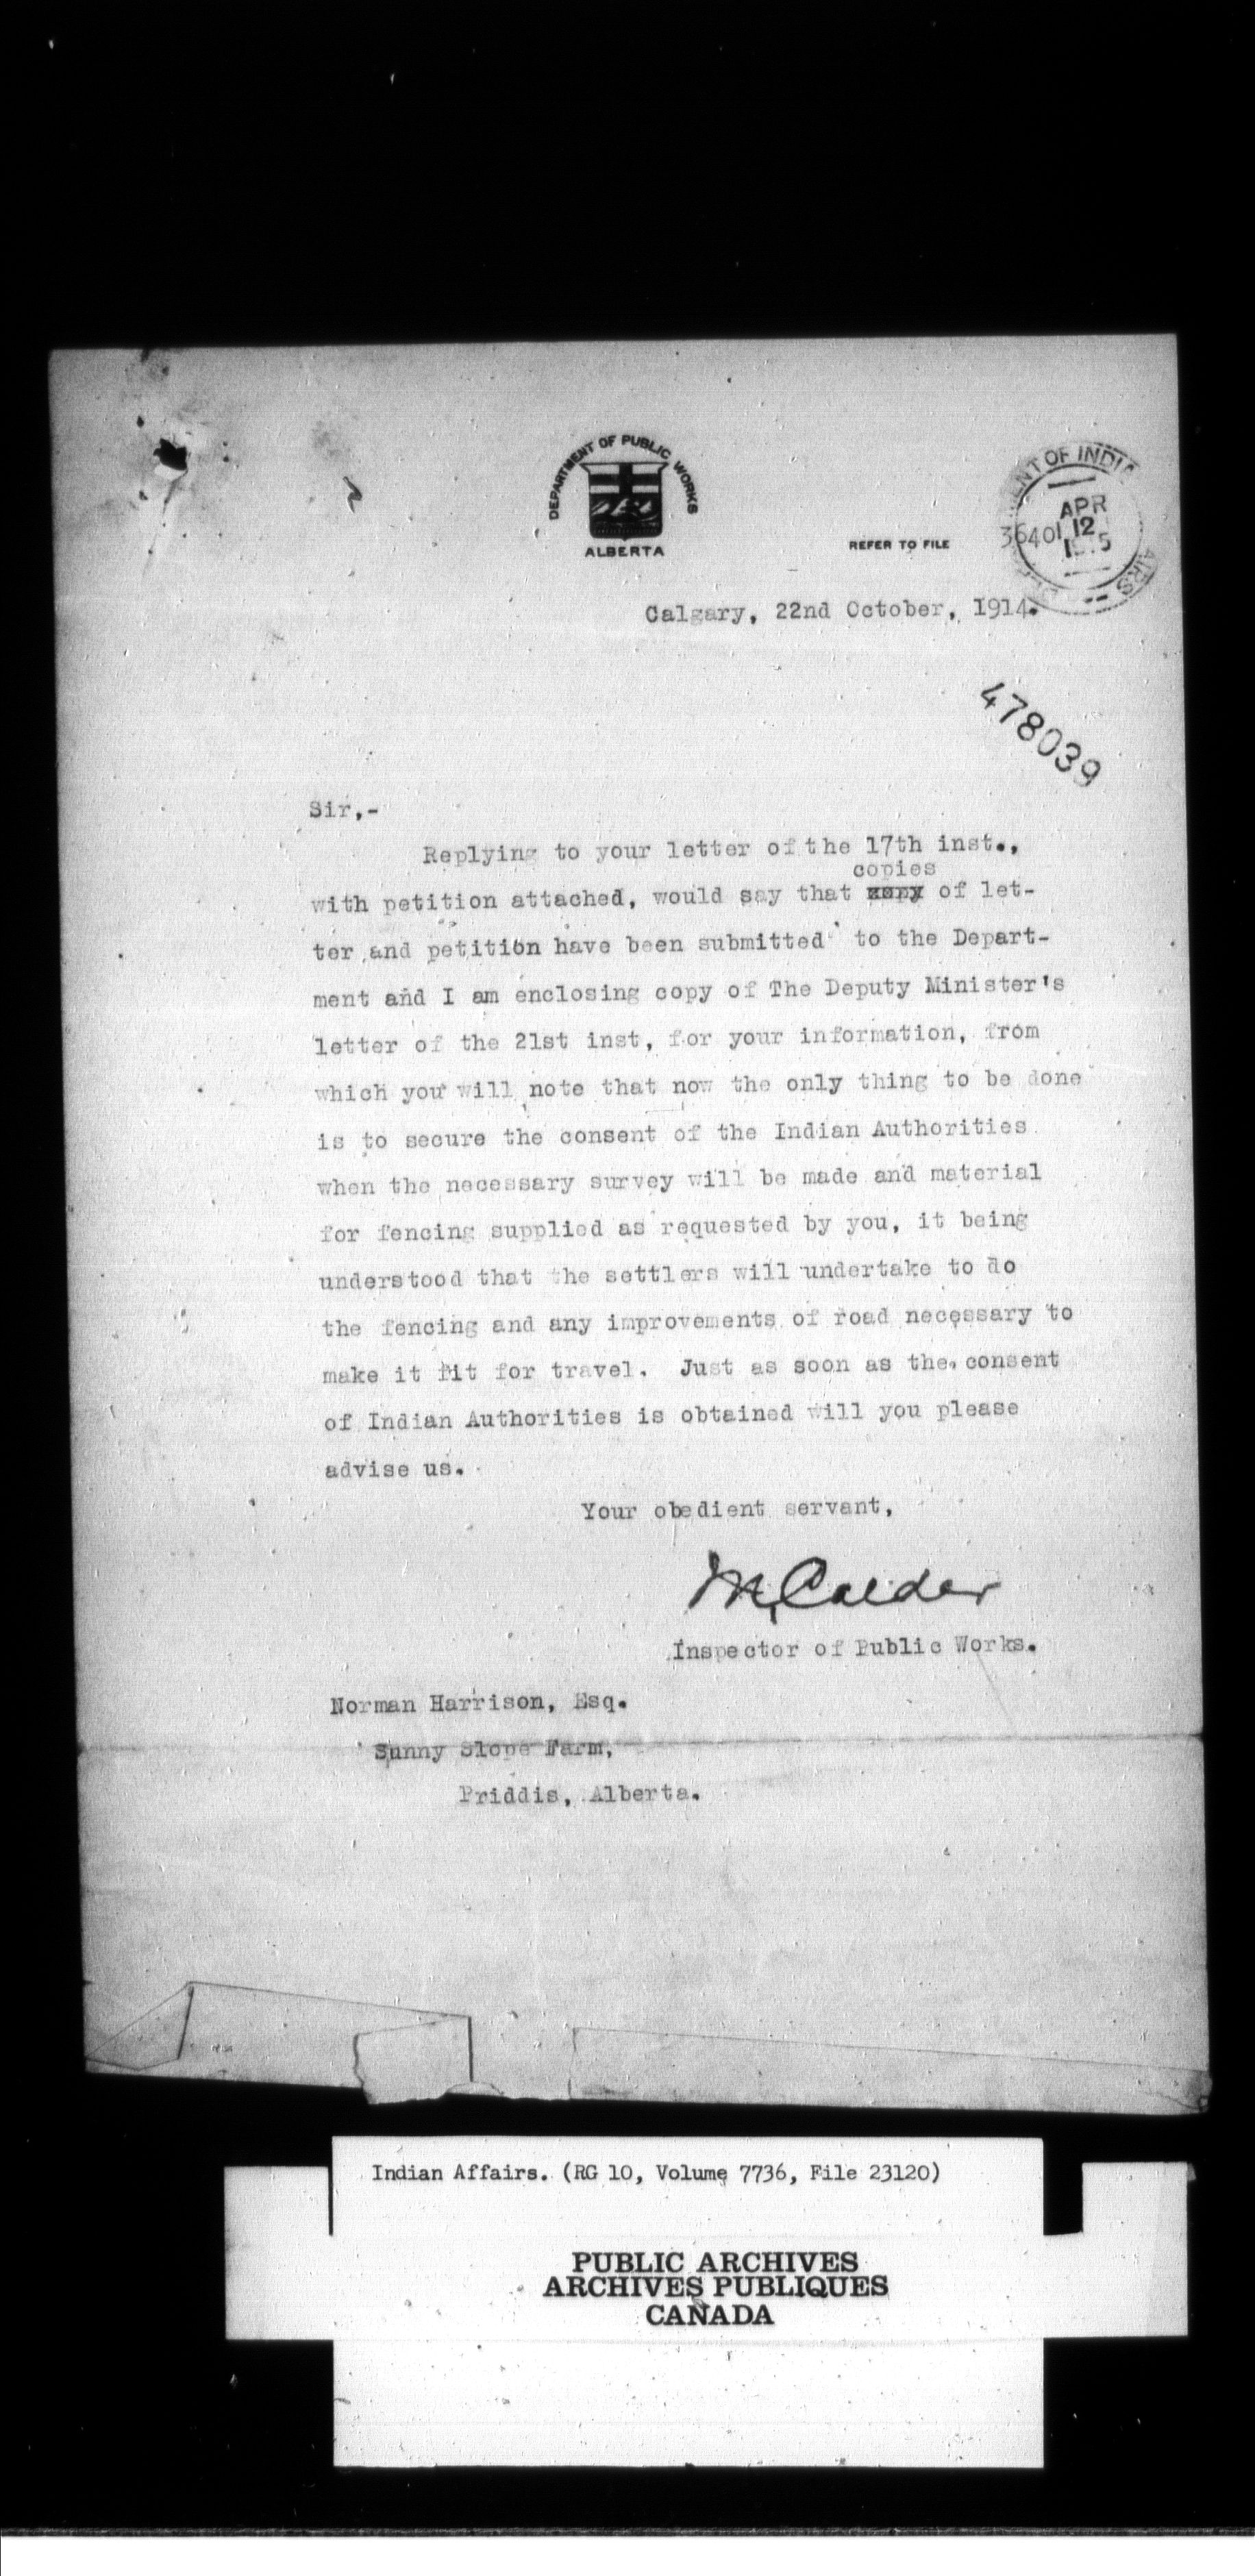 DEPARTMENT OF PUBLIC WORKS
ALBERTA
REFER TO FILE
ENT OF INDIA
APR
36401 12
AIRS
Calgary, 22nd October, 1914.
478039
Sir,-
Replying to your letter of the 17th inst.,
copies
with petition attached, would say that copy of let-
ter and petition have been submitted to the Depart-
ment and I am enclosing copy of The Deputy Minister's
letter of the 21st inst, for your information, from
which you will note that now the only thing to be done
is to secure the consent of the Indian Authorities
when the necessary survey will be made and material
for fencing supplied as requested by you, it being
understood that the settlers will undertake to do
the fencing and any improvements of road necessary to
make it fit for travel. Just as soon as the consent
of Indian Authorities is obtained will you please
advise us.
Your obedient servant,
M. Calder
Inspector of Public Works.
Norman Harrison, Esq.
Sunny Slope Farm,
Priddis, Alberta.
Indian Affairs. (RG 10, Volume 7736, File 23120)
PUBLIC ARCHIVES
ARCHIVES PUBLIQUES
CANADA